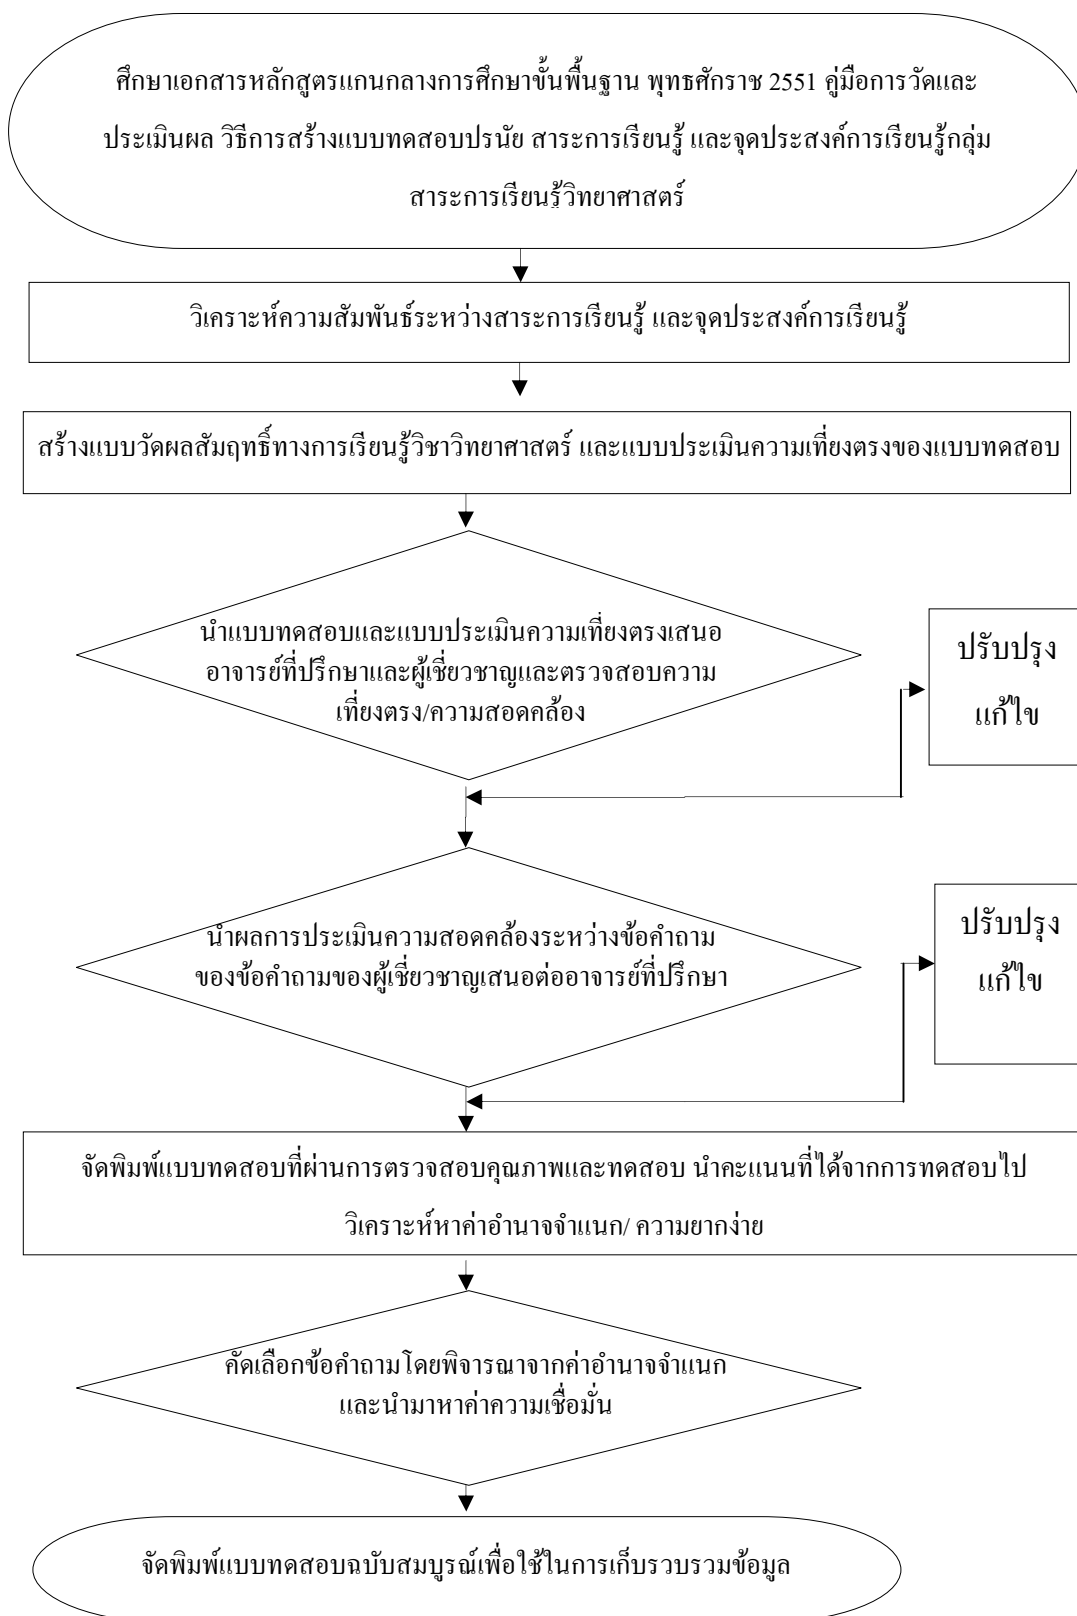 ศึกษาเอกสารหลักสูตรแกนกลางการศึกษาขั้นพื้นฐาน พุทธศักราช 2551 คู่มือการวัดและ
ประเมินผล วิธีการสร้างแบบทดสอบปรนัย สาระการเรียนรู้ และจุดประสงค์การเรียนรู้กลุ่ม
สาระการเรียนรู้วิทยาศาสตร์
วิเคราะห์ความสัมพันธ์ระหว่างสาระการเรียนรู้ และจุดประสงค์การเรียนรู้
สร้างแบบวัดผลสัมฤทธิ์ทางการเรียนรู้วิชาวิทยาศาสตร์ และแบบประเมินความเที่ยงตรงของแบบทดสอบ
นำแบบทดสอบและแบบประเมินความเที่ยงตรงเสนอ
อาจารย์ที่ปรึกษาและผู้เชี่ยวชาญและตรวจสอบความ
เที่ยงตรง/ความสอดคล้อง
ปรับปรุง
แก้ไข
นำผลการประเมินความสอดคล้องระหว่างข้อคำถาม
ของข้อคำถามของผู้เชี่ยวชาญเสนอต่ออาจารย์ที่ปรึกษา
ปรับปรุง
แก้ไข
จัดพิมพ์แบบทดสอบที่ผ่านการตรวจสอบคุณภาพและทดสอบ นำคะแนนที่ได้จากการทดสอบไป
วิเคราะห์หาค่าอำนาจจำแนก/ ความยากง่าย
คัดเลือกข้อคำถามโดยพิจารณาจากค่าอำนาจจำแนก
และนำมาหาค่าความเชื่อมั่น
จัดพิมพ์แบบทดสอบฉบับสมบูรณ์เพื่อใช้ในการเก็บรวบรวมข้อมูล